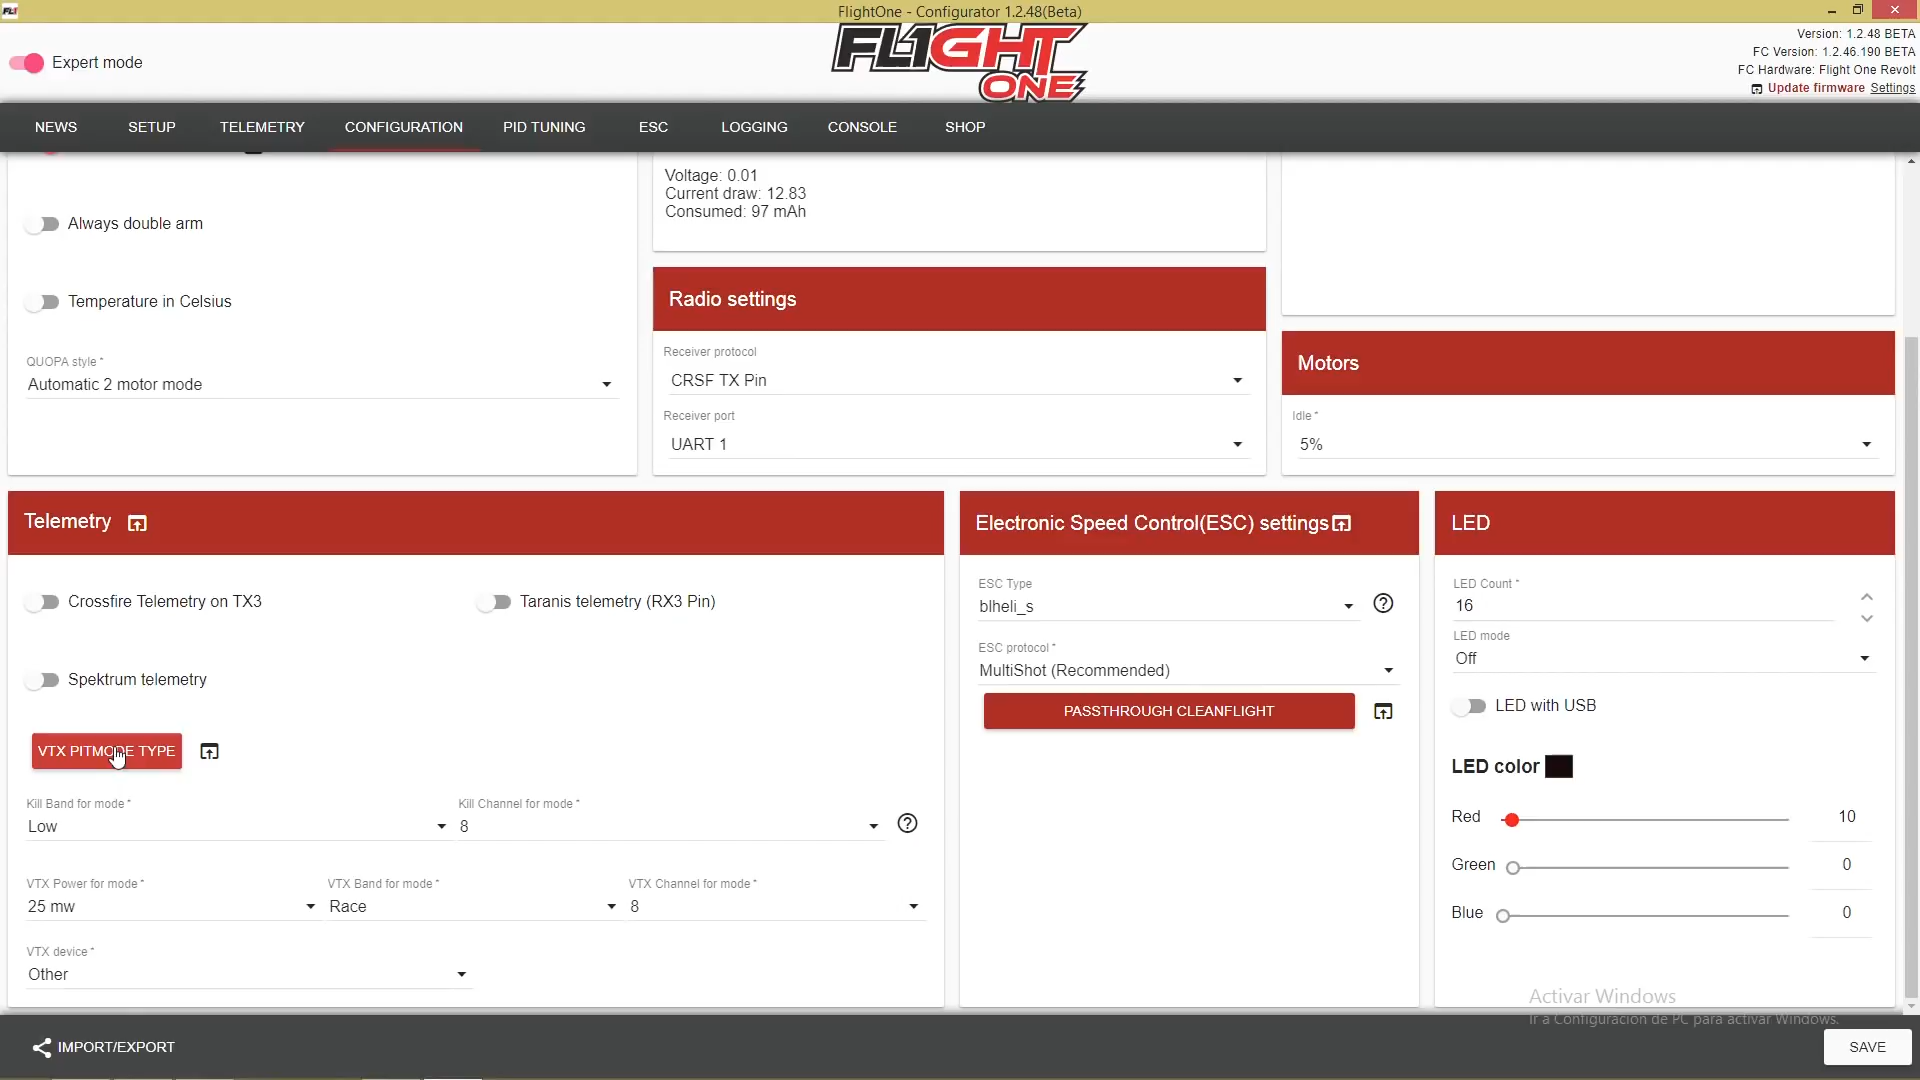 FlightOne - Configurator 1.2.48(Beta)
FL1GHT
ONE
Expert mode
Version: 1.2.48 BETA
FC Version: 1.2.46.190 BETA
FC Hardware: Flight One Revolt
Update firmware Settings
NEWS SETUP TELEMETRY CONFIGURATION PID TUNING ESC LOGGING CONSOLE SHOP
Always double arm
Temperature in Celsius
QUOPA style *
Automatic 2 motor mode
Voltage: 0.01
Current draw: 12.83
Consumed: 97 mAh
Radio settings
Receiver protocol
CRSF TX Pin
Receiver port
UART 1
Motors
Idle *
5%
Telemetry
Crossfire Telemetry on TX3
Taranis telemetry (RX3 Pin)
Spektrum telemetry
VTX PITMODE TYPE
Kill Band for mode *
Low
Kill Channel for mode *
8
VTX Power for mode *
25 mw
VTX Band for mode *
Race
VTX Channel for mode *
8
VTX device *
Other
Electronic Speed Control(ESC) settings
ESC Type
blheli_s
ESC protocol *
MultiShot (Recommended)
PASSTHROUGH CLEANFLIGHT
LED
LED Count *
16
LED mode
Off
LED with USB
LED color
Red 10
Green 0
Blue 0
Activar Windows
Ir a Configuración de PC para activar Windows.
IMPORT/EXPORT
SAVE